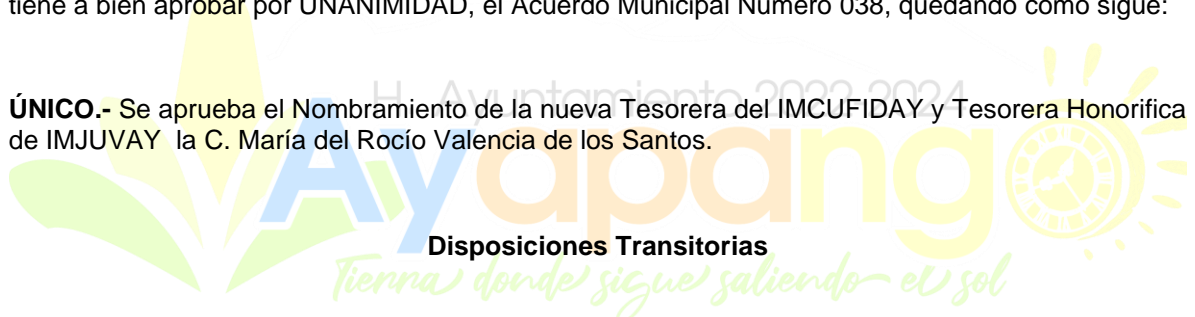 tiene a bien aprobar por UNANIMIDAD, el Acuerdo Municipal Número 038, quedando como sigue:
H. Ayuntamiento 2022-2024
ÚNICO.- Se aprueba el Nombramiento de la nueva Tesorera del IMCUFIDAY y Tesorera Honorifica
de IMJUVAY la C. María del Rocío Valencia de los Santos.
Ayapango
Disposiciones Transitorias
Tierra donde sigue saliendo el sol